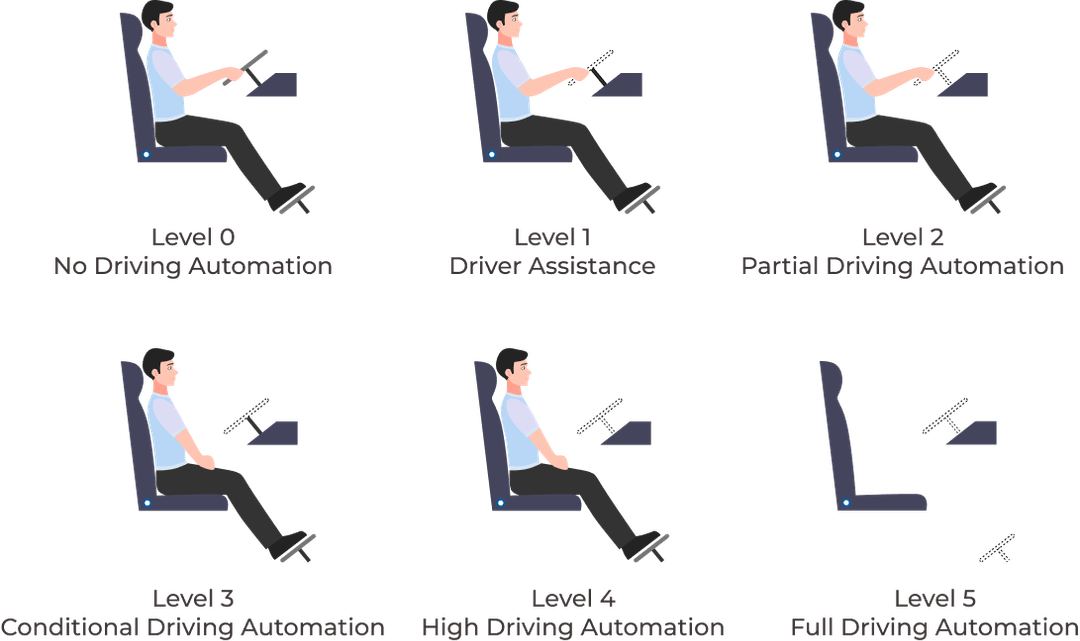 Level 0
No Driving Automation
Level 1
Driver Assistance
Level 2
Partial Driving Automation
Level 3
Conditional Driving Automation
Level 4
High Driving Automation
Level 5
Full Driving Automation